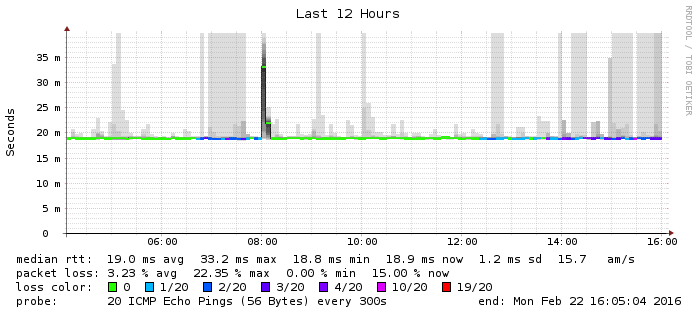 Last 12 Hours
RRDTOOL / TOBI OETIKER
Seconds
35 m
30 m
25 m
20 m
15 m
10 m
5 m
0
06:00 08:00 10:00 12:00 14:00 16:00
median rtt: 19.0 ms avg 33.2 ms max 18.8 ms min 18.9 ms now 1.2 ms sd 15.7 am/s
packet loss: 3.23 % avg 22.35 % max 0.00 % min 15.00 % now
loss color: 0 1/20 2/20 3/20 4/20 10/20 19/20
probe: 20 ICMP Echo Pings (56 Bytes) every 300s end: Mon Feb 22 16:05:04 2016